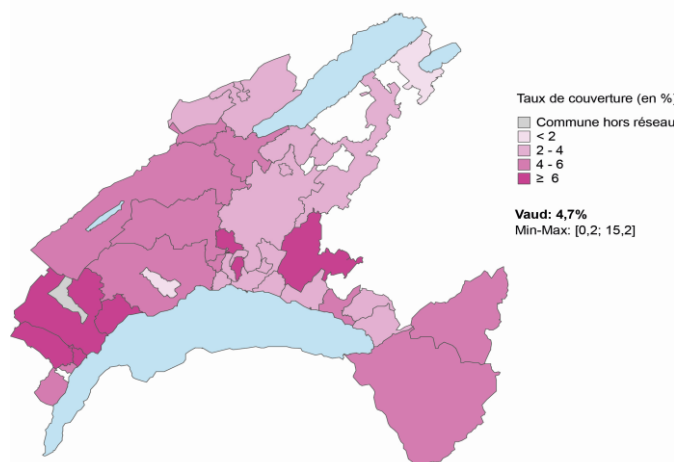 Taux de couverture (en %)
Commune hors réseau
< 2
2 - 4
4 - 6
≥ 6
Vaud: 4,7%
Min-Max: [0,2; 15,2]